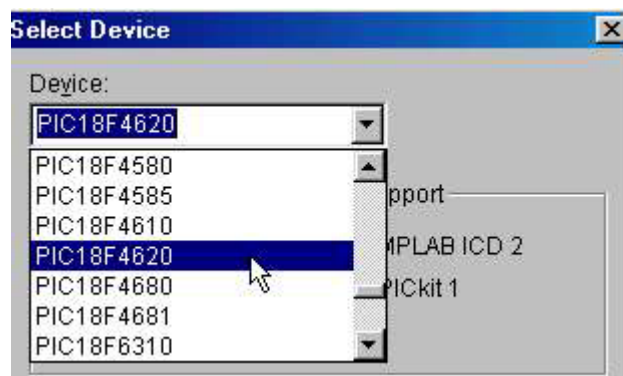 Select Device
Device:
PIC18F4620
PIC18F4580
PIC18F4585
pport
PIC18F4610
PIC18F4620
MPLAB ICD 2
PIC18F4680
PICkit 1
PIC18F4681
PIC18F6310